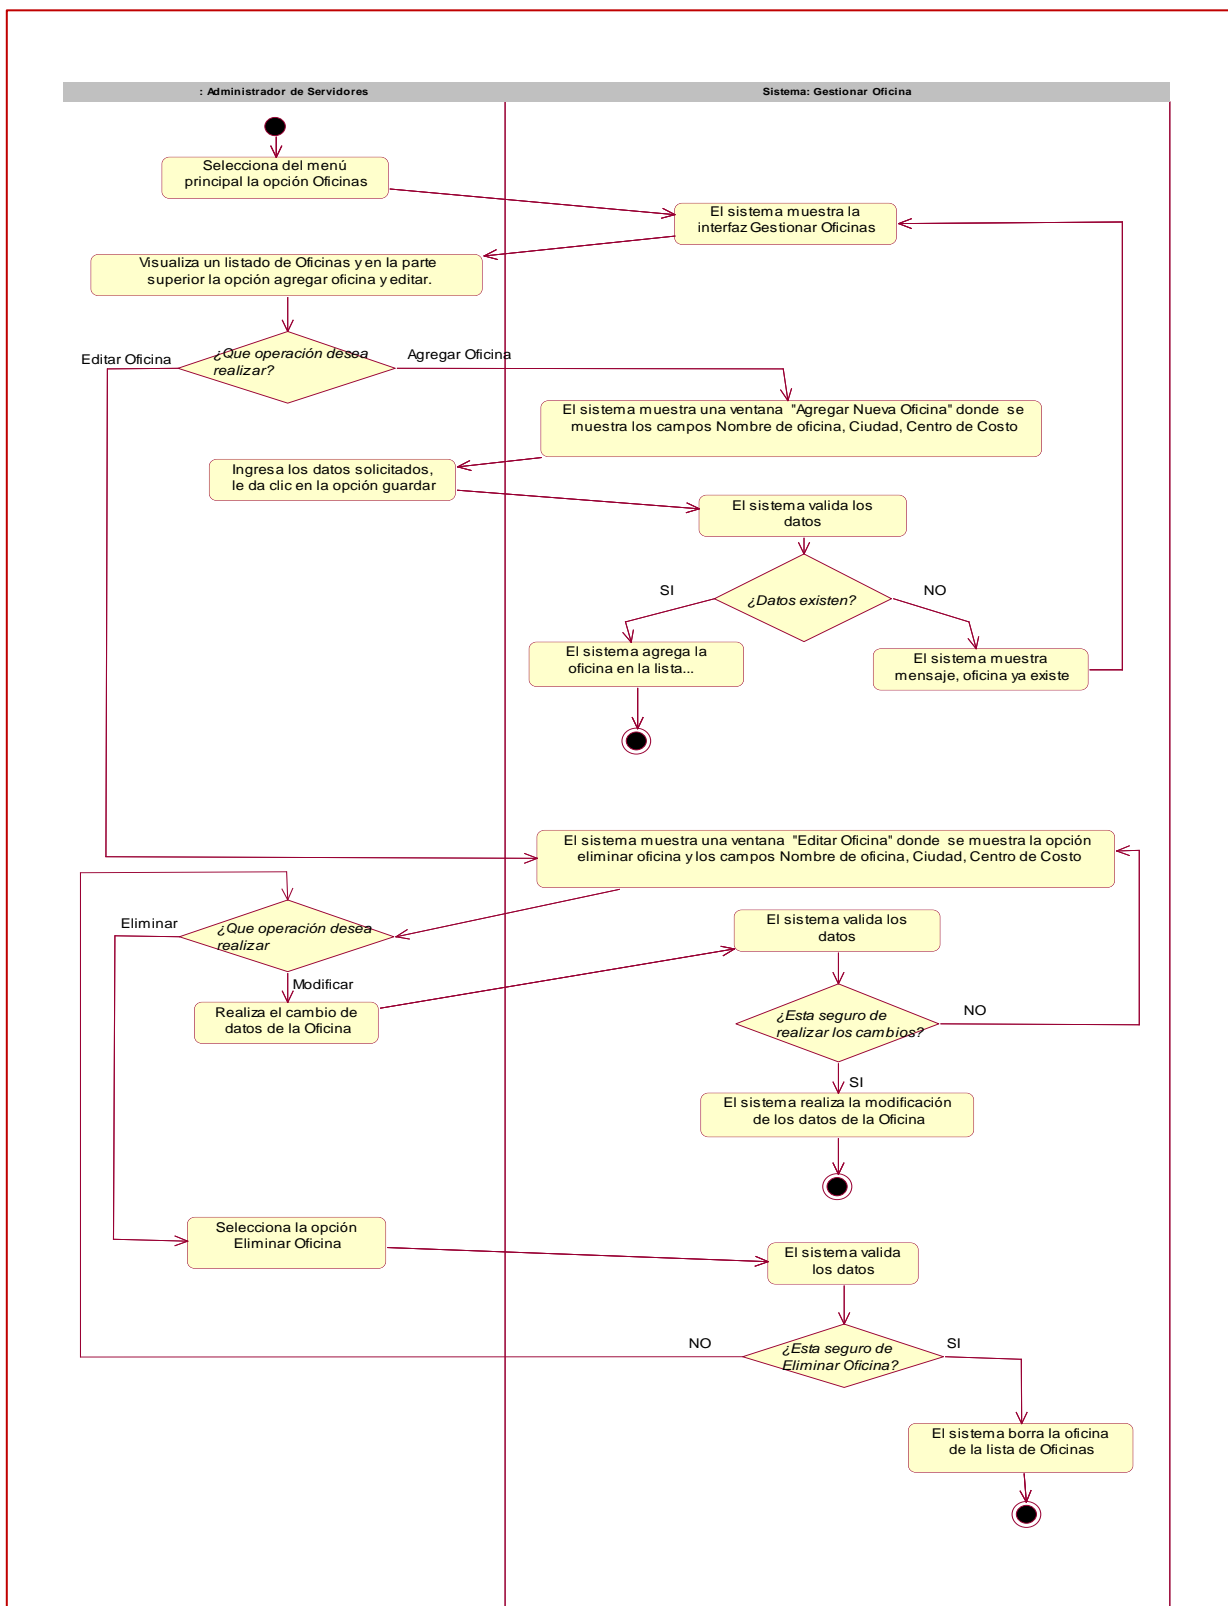 : Administrador de Servidores
Sistema: Gestionar Oficina
Selecciona del menú
principal la opción Oficinas
El sistema muestra la
interfaz Gestionar Oficinas
Visualiza un listado de Oficinas y en la parte
superior la opción agregar oficina y editar.
Editar Oficina
¿Que operación desea
realizar?
Agregar Oficina
El sistema muestra una ventana "Agregar Nueva Oficina" donde se
muestra los campos Nombre de oficina, Ciudad, Centro de Costo
Ingresa los datos solicitados,
le da clic en la opción guardar
El sistema valida los
datos
SI
¿Datos existen?
NO
El sistema agrega la
oficina en la lista...
El sistema muestra
mensaje, oficina ya existe
El sistema muestra una ventana "Editar Oficina" donde se muestra la opción
eliminar oficina y los campos Nombre de oficina, Ciudad, Centro de Costo
Eliminar
¿Que operación desea
realizar
El sistema valida los
datos
Modificar
Realiza el cambio de
datos de la Oficina
¿Esta seguro de
realizar los cambios?
NO
SI
El sistema realiza la modificación
de los datos de la Oficina
Selecciona la opción
Eliminar Oficina
El sistema valida
los datos
NO
¿Esta seguro de
Eliminar Oficina?
SI
El sistema borra la oficina
de la lista de Oficinas